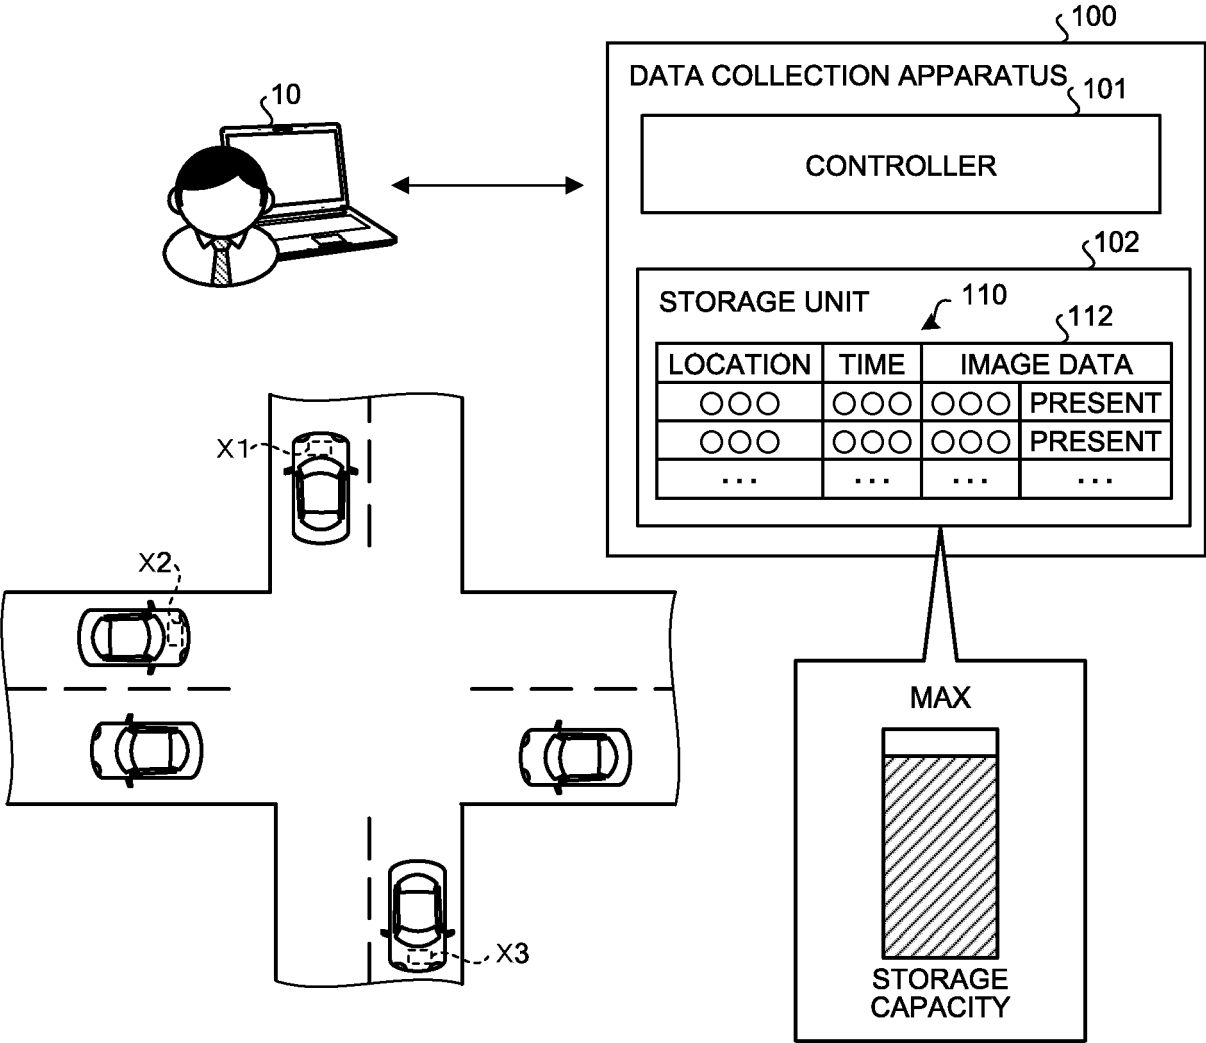 100
DATA COLLECTION APPARATUS
101
CONTROLLER
10
102
STORAGE UNIT
110
112
LOCATION TIME IMAGE DATA
○○○ ○○○ ○○○ PRESENT
○○○ ○○○ ○○○ PRESENT
... ... ... ...
X1
X2
X3
MAX
STORAGE
CAPACITY